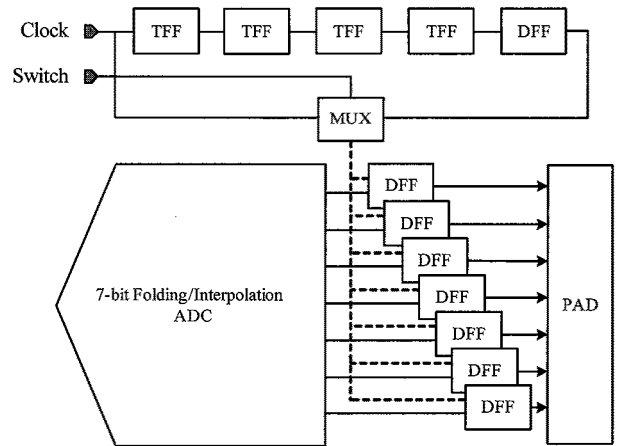 Clock
TFF
TFF
TFF
TFF
DFF
Switch
MUX
DFF
DFF
DFF
7-bit Folding/Interpolation
ADC
DFF
PAD
DFF
DFF
DFF